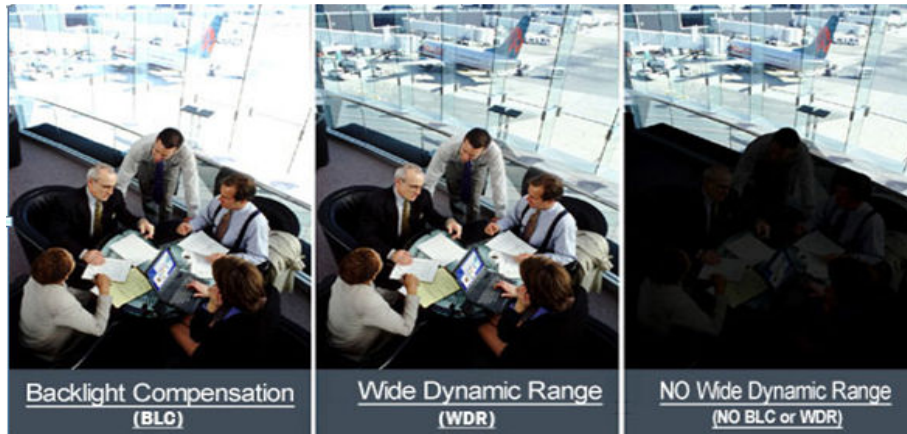 Backlight Compensation
(BLC)
Wide Dynamic Range
(WDR)
NO Wide Dynamic Range
(NO BLC or WDR)